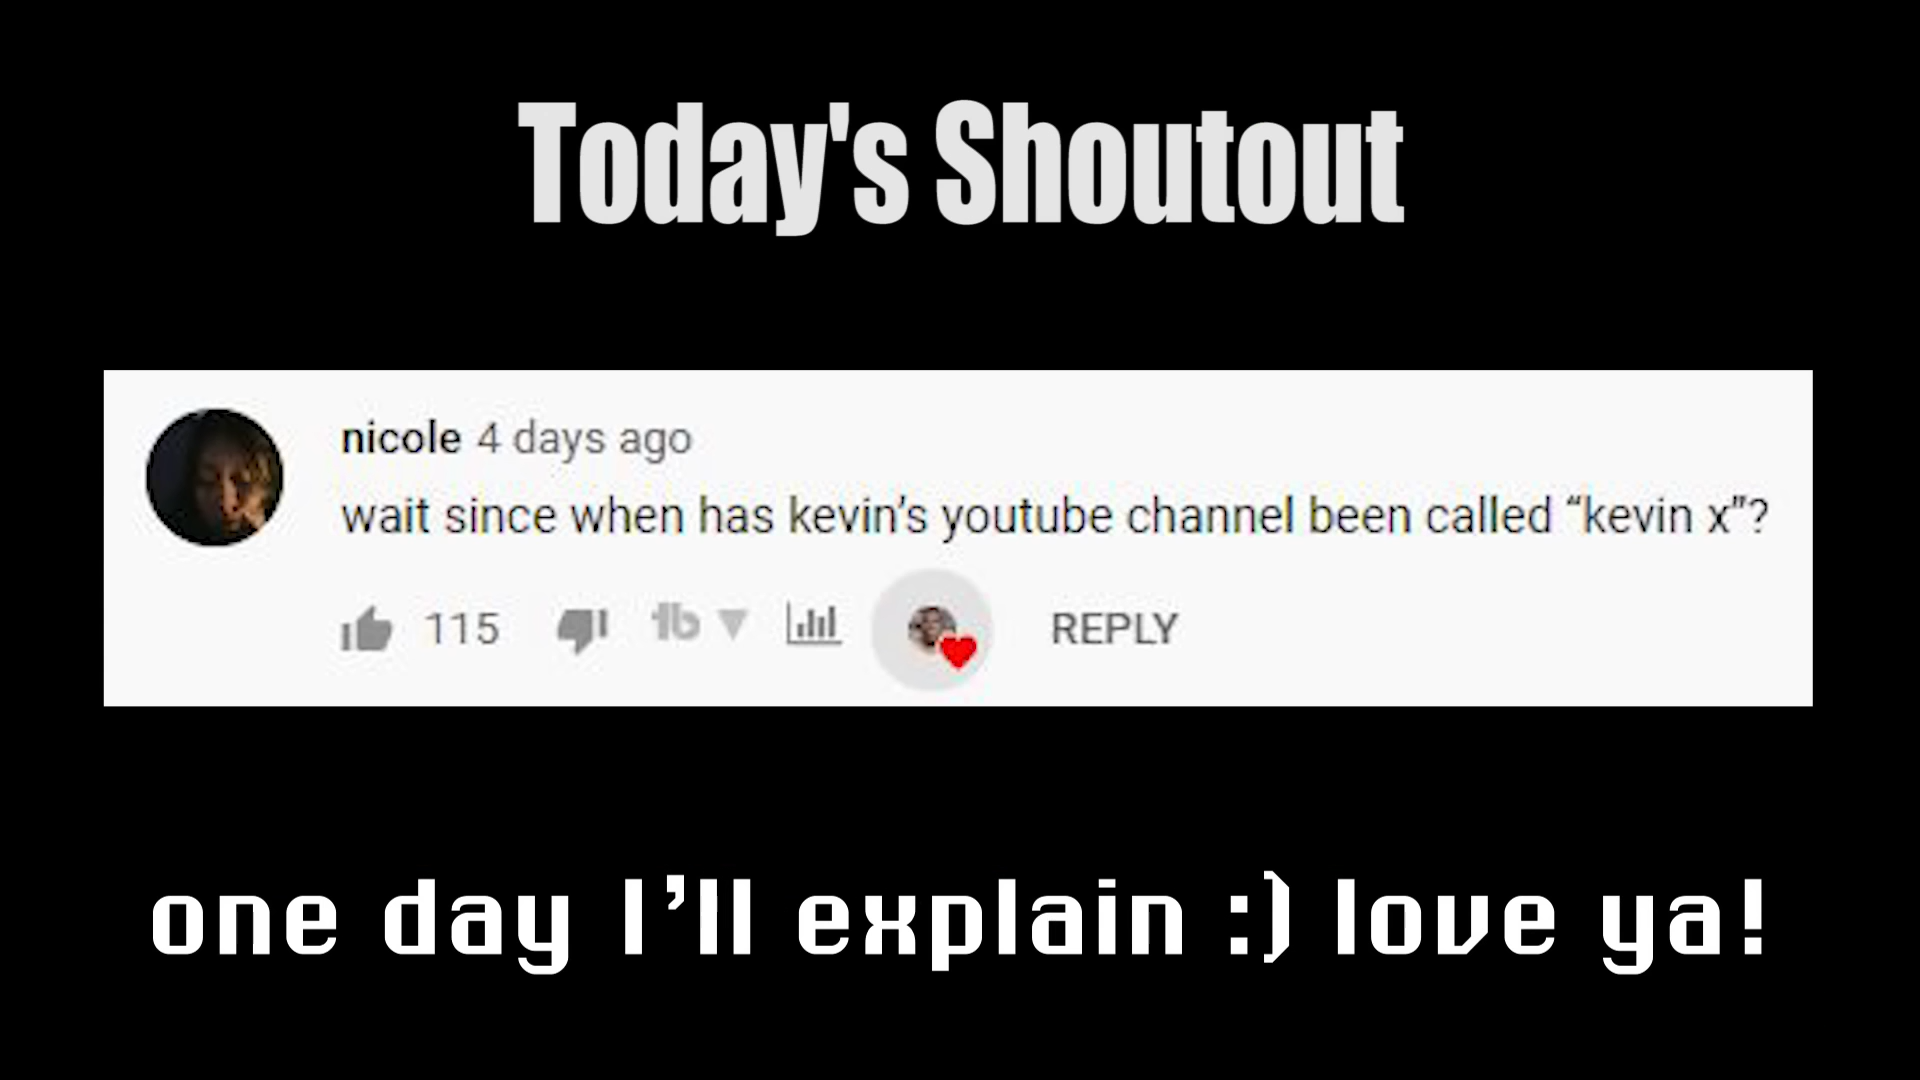 Today's Shoutout
nicole 4 days ago
wait since when has kevin’s youtube channel been called “kevin x”?
115 tb REPLY
one day I’ll explain :) love ya!